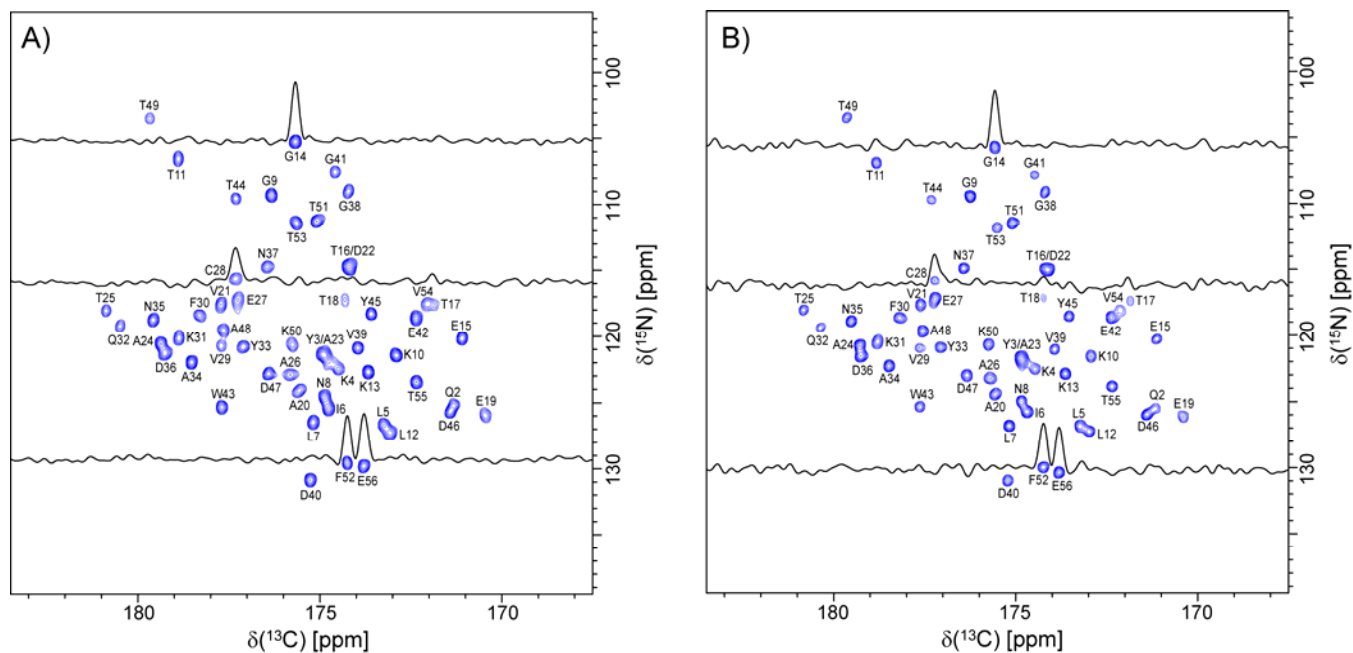 A)
100
110
120
130
δ(¹⁵N) [ppm]
T49
G14
T11
G41
T44
G9
G38
T51
T53
N37
T16/D22
C28
V21
E27
V54
T25
N35
F30
T18
Y45
T17
Q32
K31
A48
K50
V39
E42
E15
A24
Y33
Y3/A23
D36
V29
A26
K10
A34
D47
K4
K13
N8
T55
W43
A20
I6
Q2
E19
L7
L5
D46
L12
F52
E56
D40
180
175
170
δ(¹³C) [ppm]
B)
100
110
120
130
δ(¹⁵N) [ppm]
T49
G14
T11
G41
T44
G9
G38
T51
T53
N37
T16/D22
C28
V21
E27
V54
T25
N35
F30
T18
Y45
T17
Q32
K31
A48
K50
V39
E42
E15
A24
Y33
Y3/A23
D36
V29
A26
K10
A34
D47
K4
K13
N8
T55
W43
A20
I6
Q2
E19
L7
L5
D46
L12
F52
E56
D40
180
175
170
δ(¹³C) [ppm]